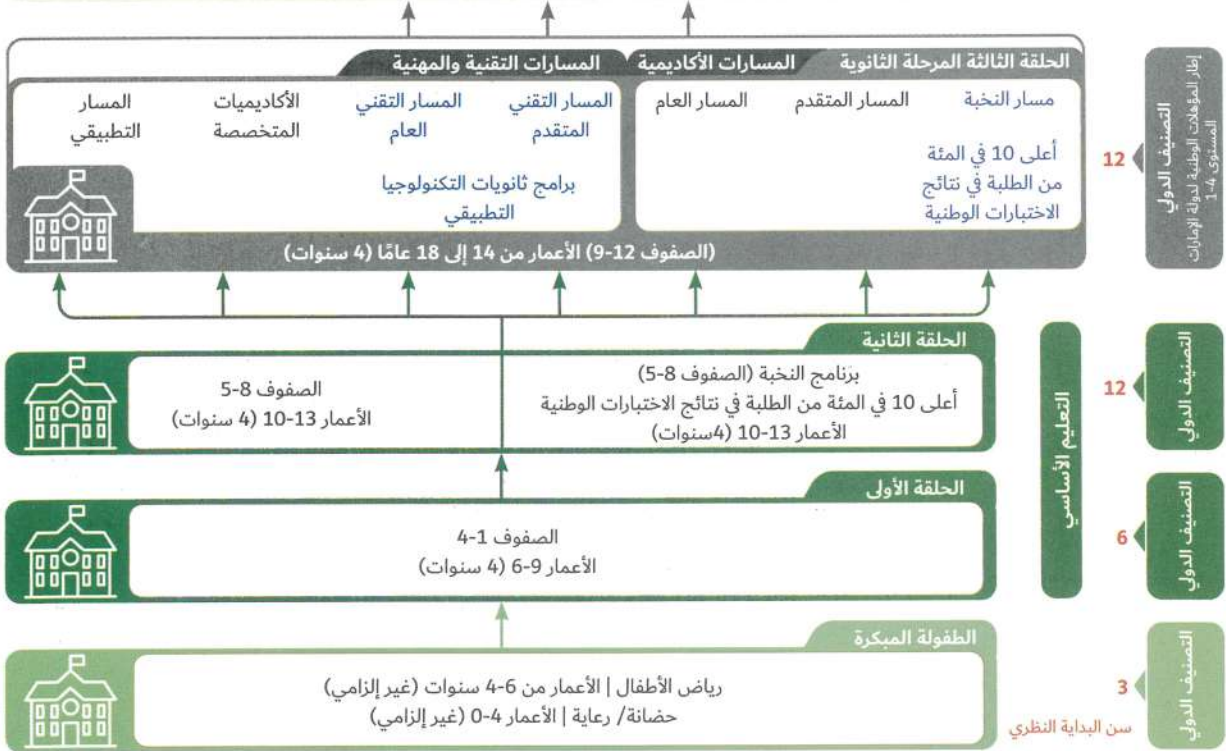 الحلقة الثالثة المرحلة الثانوية
المسارات الأكاديمية
المسارات التقنية والمهنية
مسار النخبة
المسار المتقدم
المسار العام
أعلى 10 في المئة
من الطلبة في نتائج
الاختبارات الوطنية
المسار التقني
المتقدم
المسار التقني
العام
الأكاديميات
المتخصصة
المسار
التطبيقي
برامج ثانويات التكنولوجيا
التطبيقي
(الصفوف 12-9) الأعمار من 14 إلى 18 عامًا (4 سنوات)
12
التصنيف الدولي
إطار المؤهلات الوطنية لدولة الإمارات
المستوى 4-1
الحلقة الثانية
برنامج النخبة (الصفوف 8-5)
أعلى 10 في المئة من الطلبة في نتائج الاختبارات الوطنية
الأعمار 13-10 (4سنوات)
الصفوف 8-5
الأعمار 13-10 (4 سنوات)
12
التصنيف الدولي
التعليم الأساسي
الحلقة الأولى
الصفوف 1-4
الأعمار 9-6 (4 سنوات)
6
التصنيف الدولي
الطفولة المبكرة
رياض الأطفال | الأعمار من 6-4 سنوات (غير إلزامي)
حضانة/ رعاية | الأعمار 4-0 (غير إلزامي)
3
سن البداية النظري
التصنيف الدولي